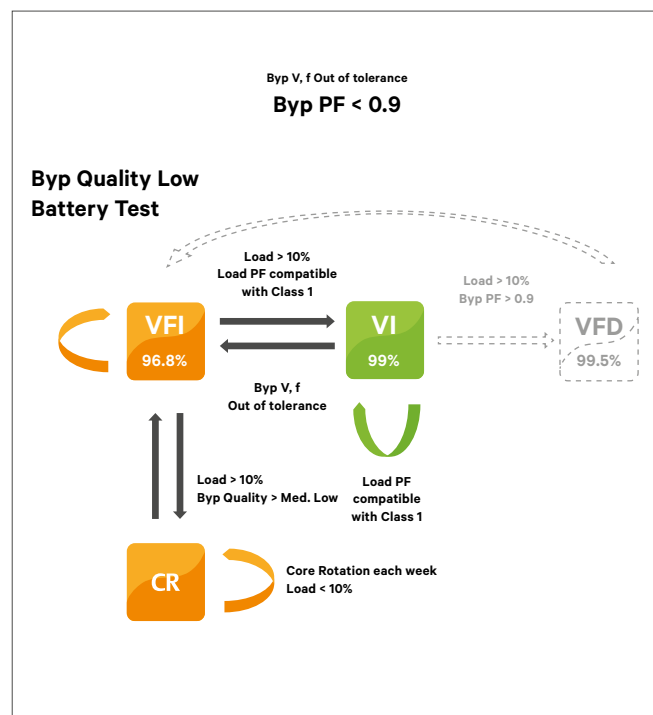 Byp V, f Out of tolerance
Byp PF < 0.9
Byp Quality Low
Battery Test
Load > 10%
Load PF compatible
with Class 1
Load > 10%
Byp PF > 0.9
VFI
96.8%
VI
99%
VFD
99.5%
Byp V, f
Out of tolerance
Load > 10%
Byp Quality > Med. Low
Load PF
compatible
with Class 1
CR
Core Rotation each week
Load < 10%